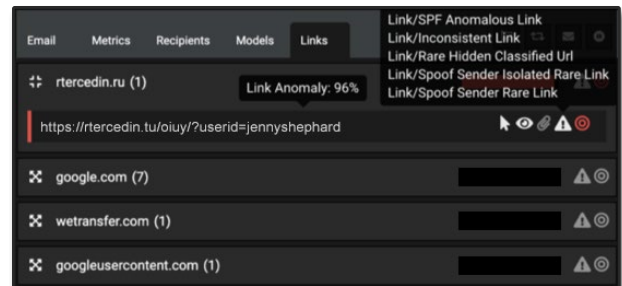 Link/SPF Anomalous Link
Link/Inconsistent Link
Link/Rare Hidden Classified Url
Link/Spoof Sender Isolated Rare Link
Link/Spoof Sender Rare Link
Email Metrics Recipients Models Links
rtercedin.ru (1)
Link Anomaly: 96%
https://rtercedin.tu/oiuy/?userid=jennyshephard
google.com (7)
wetransfer.com (1)
googleusercontent.com (1)